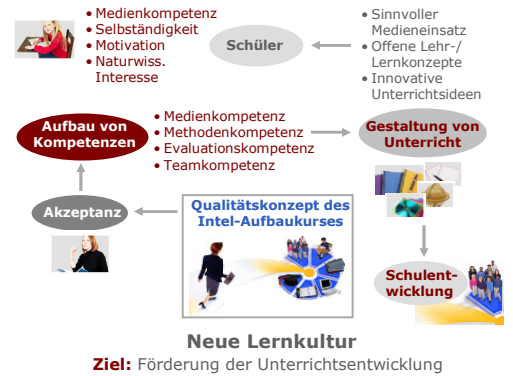 • Medienkompetenz
• Selbständigkeit
• Motivation
• Naturwiss.
Interesse
Schüler
• Sinnvoller
Medieneinsatz
• Offene Lehr-/
Lernkonzepte
• Innovative
Unterrichtsideen
Aufbau von
Kompetenzen
• Medienkompetenz
• Methodenkompetenz
• Evaluationskompetenz
• Teamkompetenz
Gestaltung von
Unterricht
Akzeptanz
Qualitätskonzept des
Intel-Aufbaukurses
Schulent-
wicklung
Neue Lernkultur
Ziel: Förderung der Unterrichtsentwicklung